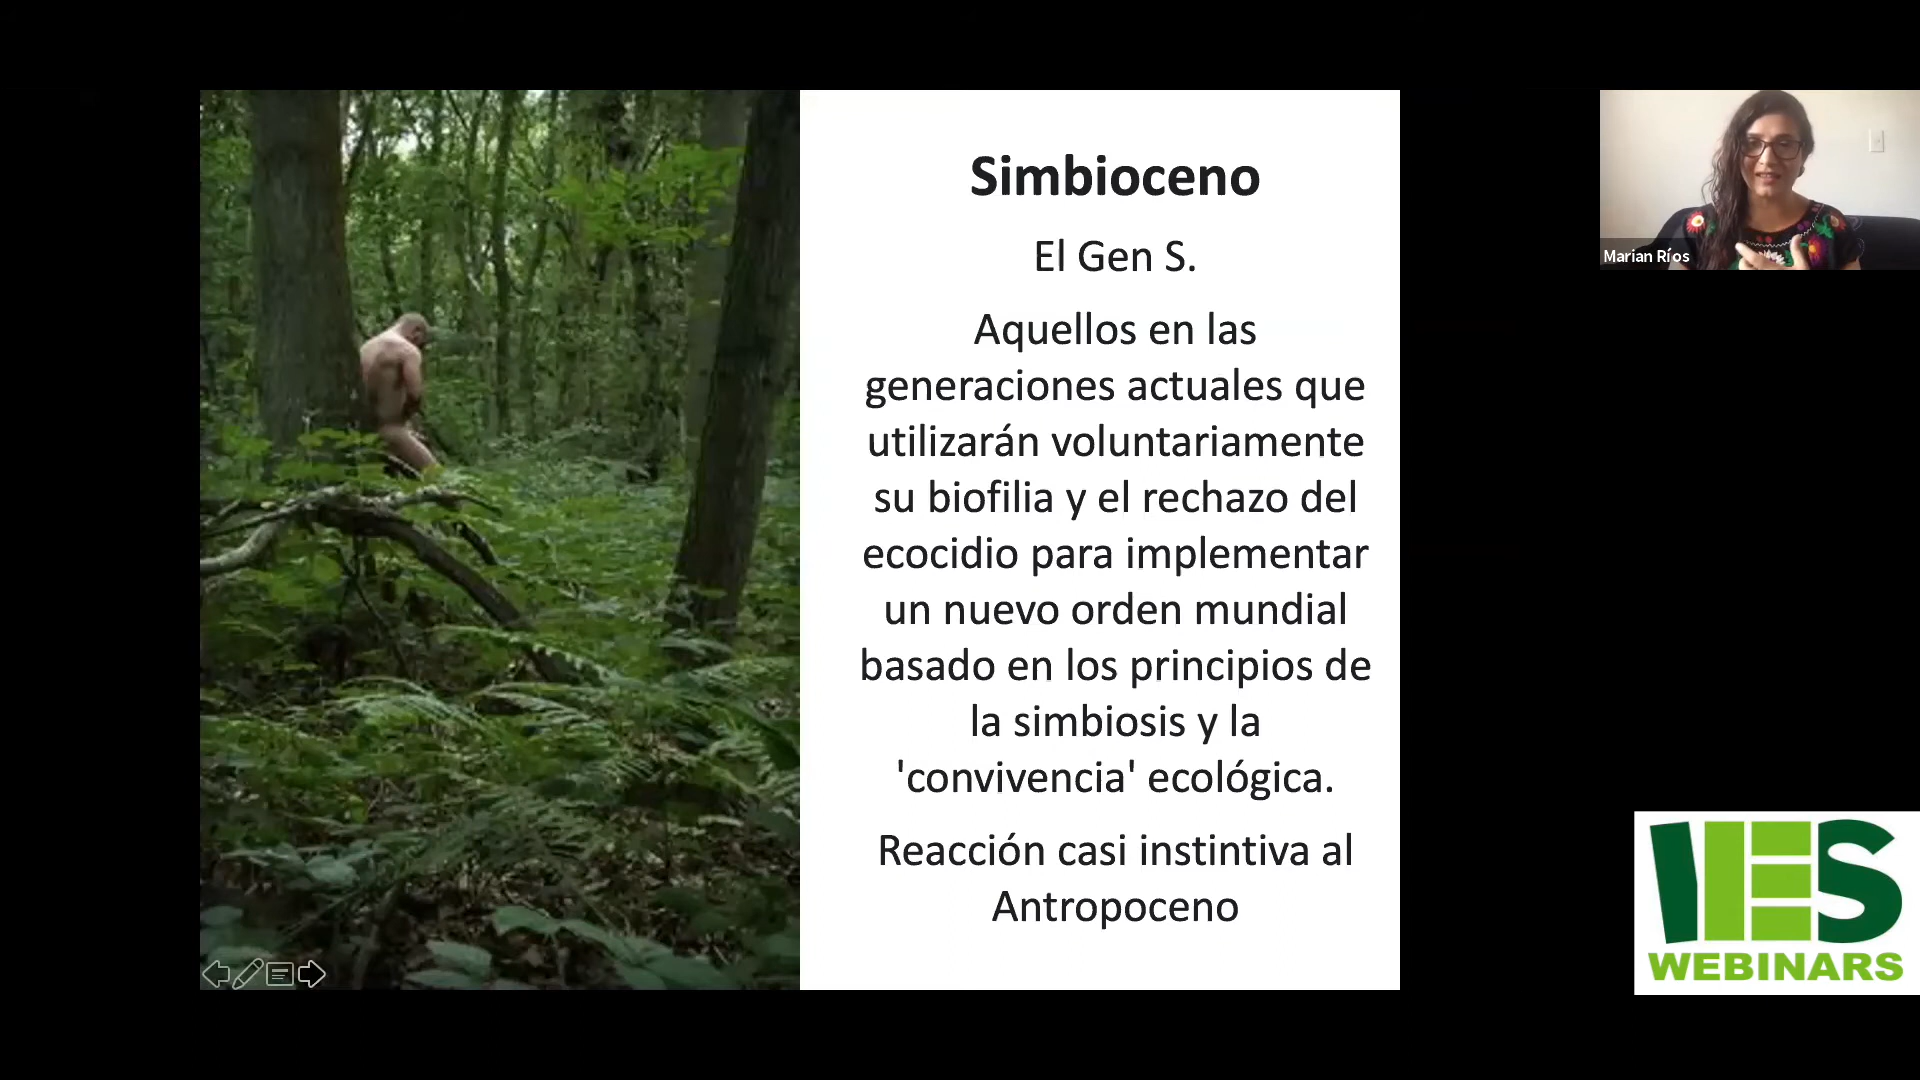 Simbioceno
El Gen S.
Aquellos en las
generaciones actuales que
utilizarán voluntariamente
su biofilia y el rechazo del
ecocidio para implementar
un nuevo orden mundial
basado en los principios de
la simbiosis y la
'convivencia' ecológica.
Reacción casi instintiva al
Antropoceno
Marian Ríos
IES
WEBINARS